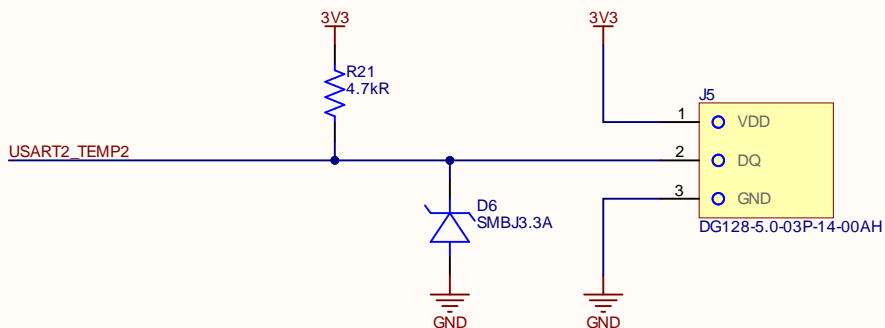 3V3
3V3
R21
4.7kR
J5
1
VDD
USART2_TEMP2
2
DQ
3
GND
D6
SMBJ3.3A
DG128-5.0-03P-14-00AH
GND
GND